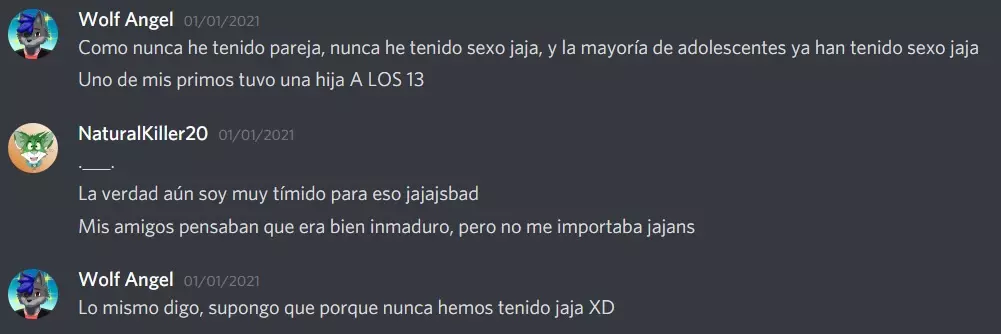 Wolf Angel 01/01/2021
Como nunca he tenido pareja, nunca he tenido sexo jaja, y la mayoría de adolescentes ya han tenido sexo jaja
Uno de mis primos tuvo una hija A LOS 13
NaturalKiller20 01/01/2021
.___.
La verdad aún soy muy tímido para eso jajajsbad
Mis amigos pensaban que era bien inmaduro, pero no me importaba jajans
Wolf Angel 01/01/2021
Lo mismo digo, supongo que porque nunca hemos tenido jaja XD